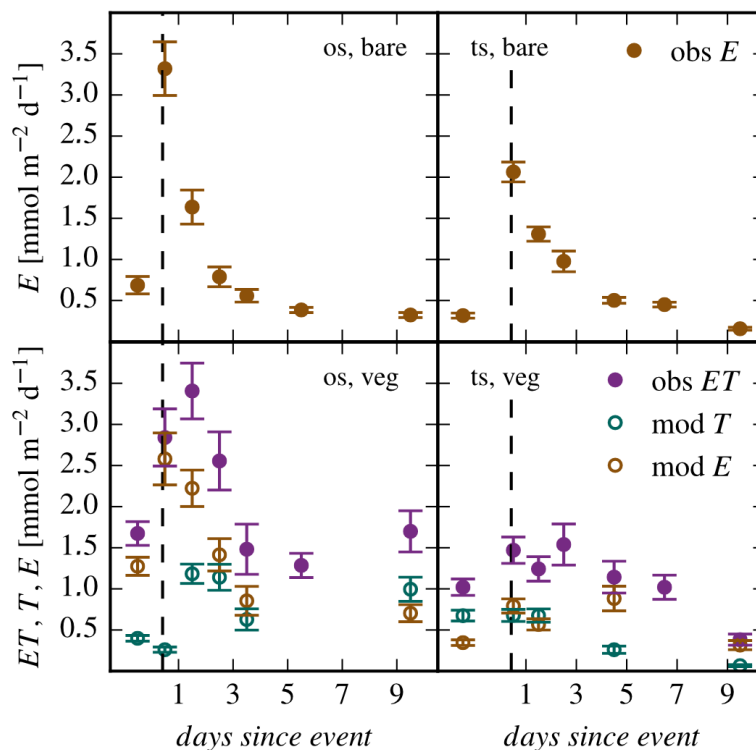 os, bare
ts, bare
obs E
3.5
3.0
2.5
2.0
1.5
1.0
0.5
E [mmol m⁻² d⁻¹]
os, veg
ts, veg
obs ET
mod T
mod E
3.5
3.0
2.5
2.0
1.5
1.0
0.5
ET, T, E [mmol m⁻² d⁻¹]
1 3 5 7 9
1 3 5 7 9
days since event
days since event